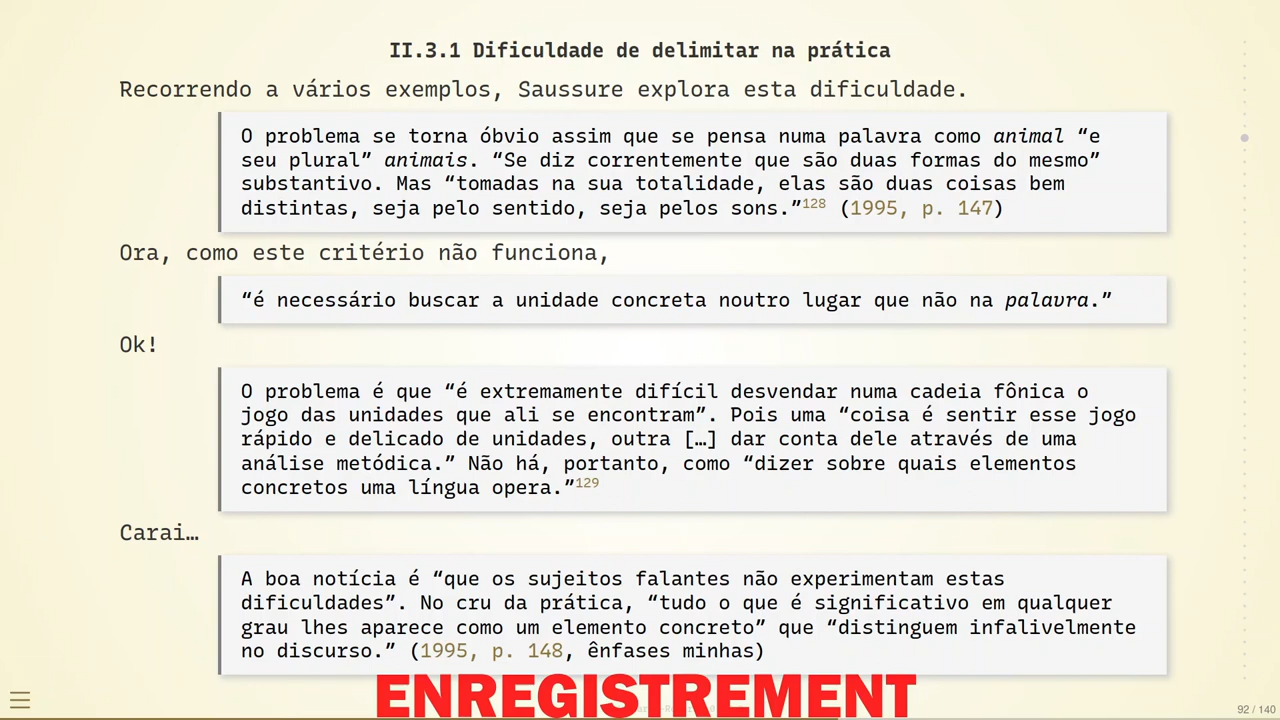 II.3.1 Dificuldade de delimitar na prática
Recorrendo a vários exemplos, Saussure explora esta dificuldade.
O problema se torna óbvio assim que se pensa numa palavra como animal “e
seu plural” animais. “Se diz correntemente que são duas formas do mesmo”
substantivo. Mas “tomadas na sua totalidade, elas são duas coisas bem
distintas, seja pelo sentido, seja pelos sons.”128 (1995, p. 147)
Ora, como este critério não funciona,
“é necessário buscar a unidade concreta noutro lugar que não na palavra.”
Ok!
O problema é que “é extremamente difícil desvendar numa cadeia fônica o
jogo das unidades que ali se encontram”. Pois uma “coisa é sentir esse jogo
rápido e delicado de unidades, outra […] dar conta dele através de uma
análise metódica.” Não há, portanto, como “dizer sobre quais elementos
concretos uma língua opera.”129
Carai…
A boa notícia é “que os sujeitos falantes não experimentam estas
dificuldades”. No cru da prática, “tudo o que é significativo em qualquer
grau lhes aparece como um elemento concreto” que “distinguem infalivelmente
no discurso.” (1995, p. 148, ênfases minhas)
ENREGISTREMENT
92 / 140